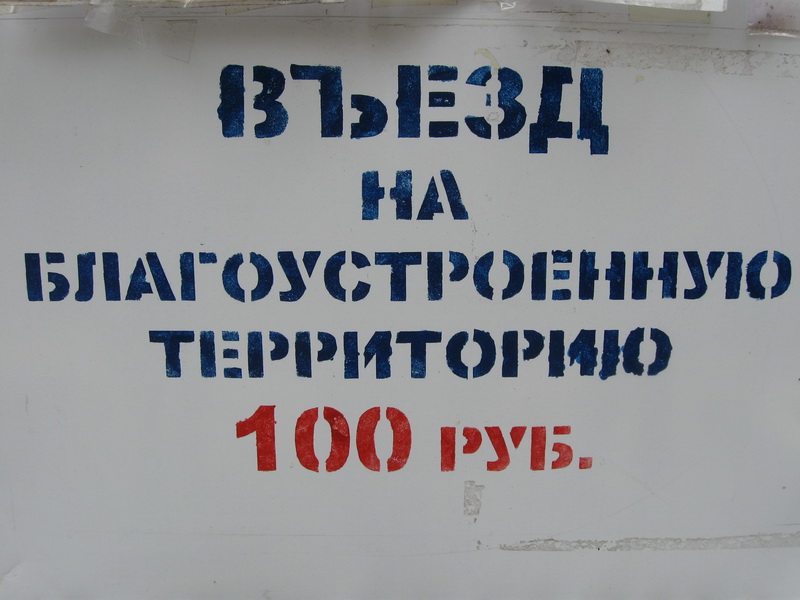 ВЪЕЗД
НА
БЛАГОУСТРОЕННУЮ
ТЕРРИТОРИЮ
100 РУБ.